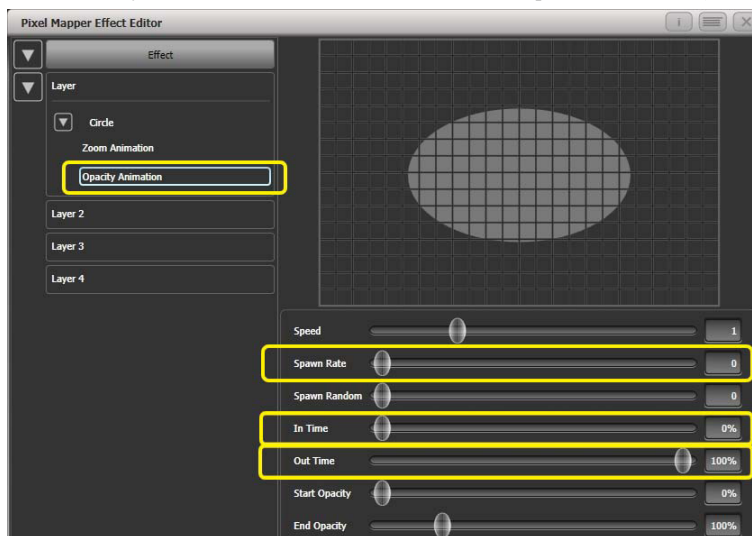 Pixel Mapper Effect Editor
Effect
Layer
Circle
Zoom Animation
Opacity Animation
Layer 2
Layer 3
Layer 4
Speed 1
Spawn Rate 0
Spawn Random 0
In Time 0%
Out Time 100%
Start Opacity 0%
End Opacity 100%